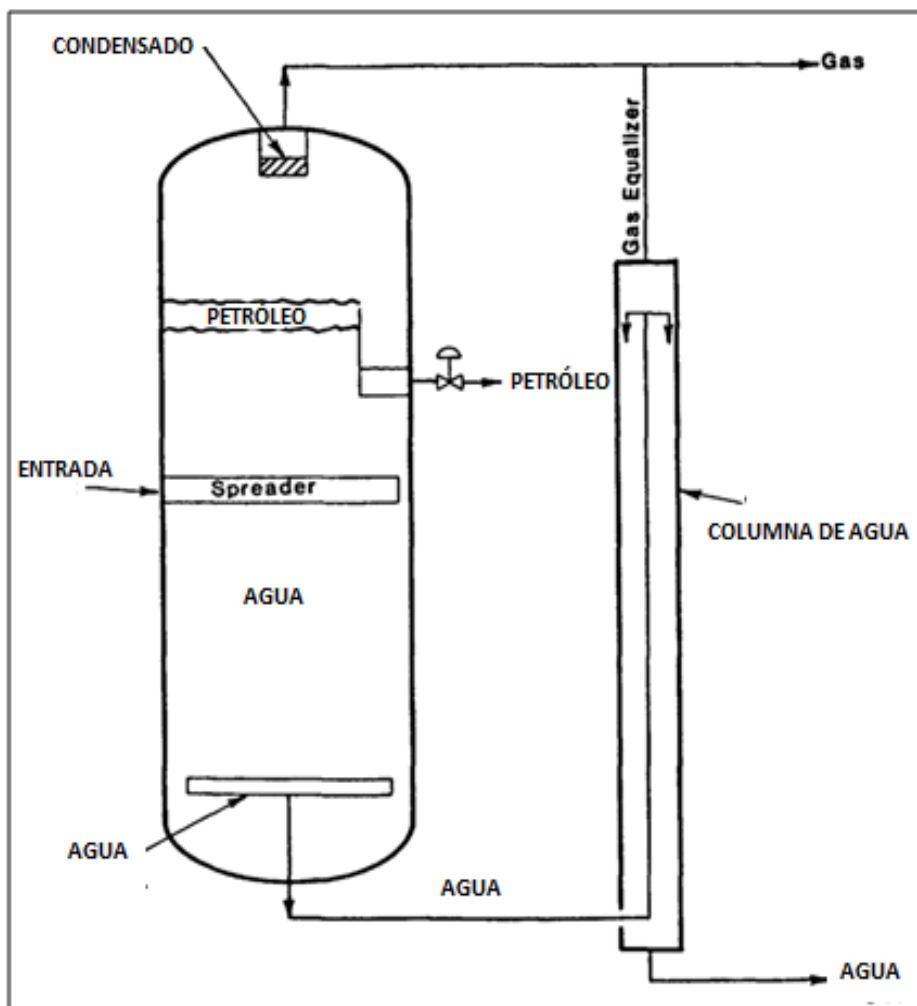 CONDENSADO
Gas
Gas Equalizer
PETRÓLEO
PETRÓLEO
ENTRADA
Spreader
COLUMNA DE AGUA
AGUA
AGUA
AGUA
AGUA